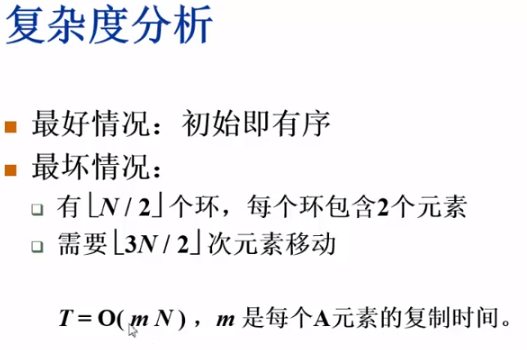 复杂度分析
最好情况：初始即有序
最坏情况：
有⌊N / 2⌋个环，每个环包含2个元素
需要⌊3N / 2⌋次元素移动
T = O( m N ) ，m 是每个A元素的复制时间。